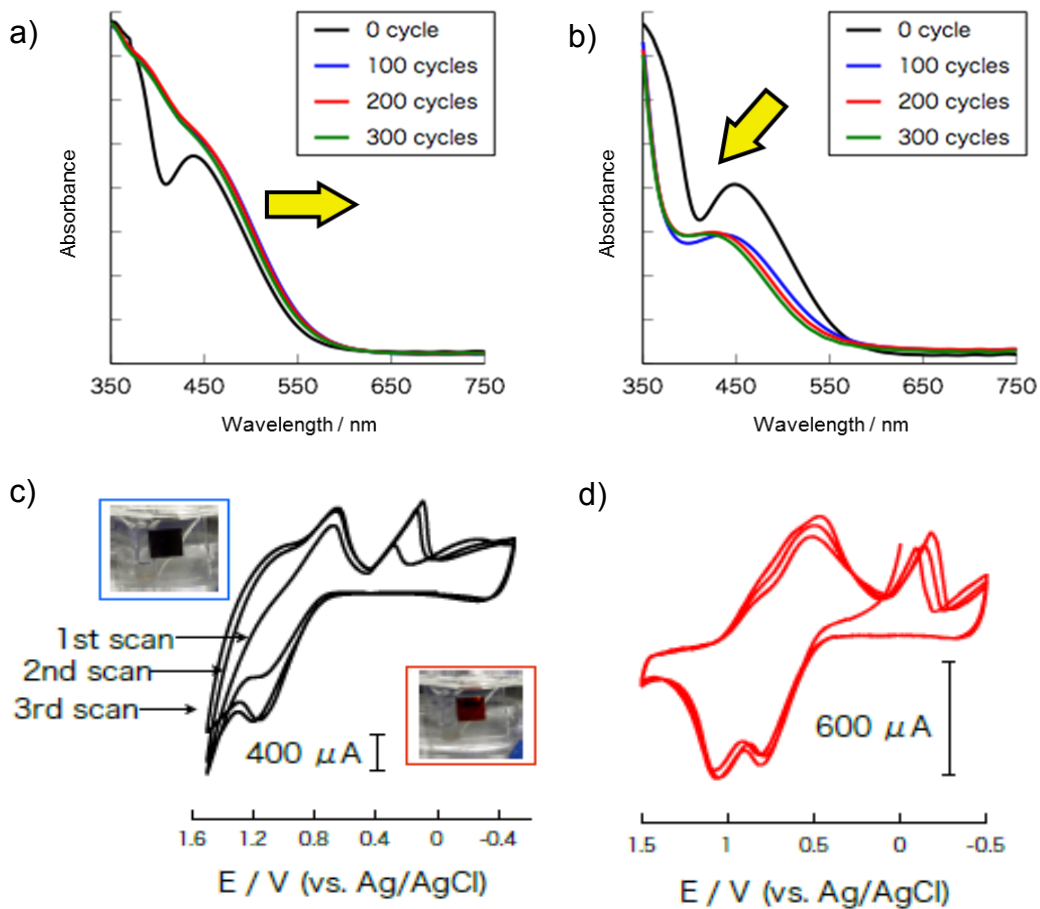 a)
0 cycle
100 cycles
200 cycles
300 cycles
Absorbance
350 450 550 650 750
Wavelength / nm
b)
0 cycle
100 cycles
200 cycles
300 cycles
Absorbance
350 450 550 650 750
Wavelength / nm
c)
1st scan
2nd scan
3rd scan
400 μA
1.6 1.2 0.8 0.4 0 -0.4
E / V (vs. Ag/AgCl)
d)
600 μA
1.5 1 0.5 0 -0.5
E / V (vs. Ag/AgCl)